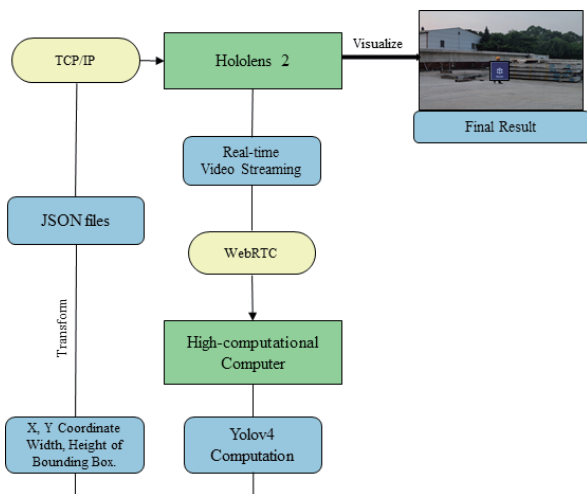 TCP/IP
Hololens 2
Visualize
Final Result
Real-time
Video Streaming
JSON files
WebRTC
Transform
High-computational
Computer
X, Y Coordinate
Width, Height of
Bounding Box.
Yolov4
Computation